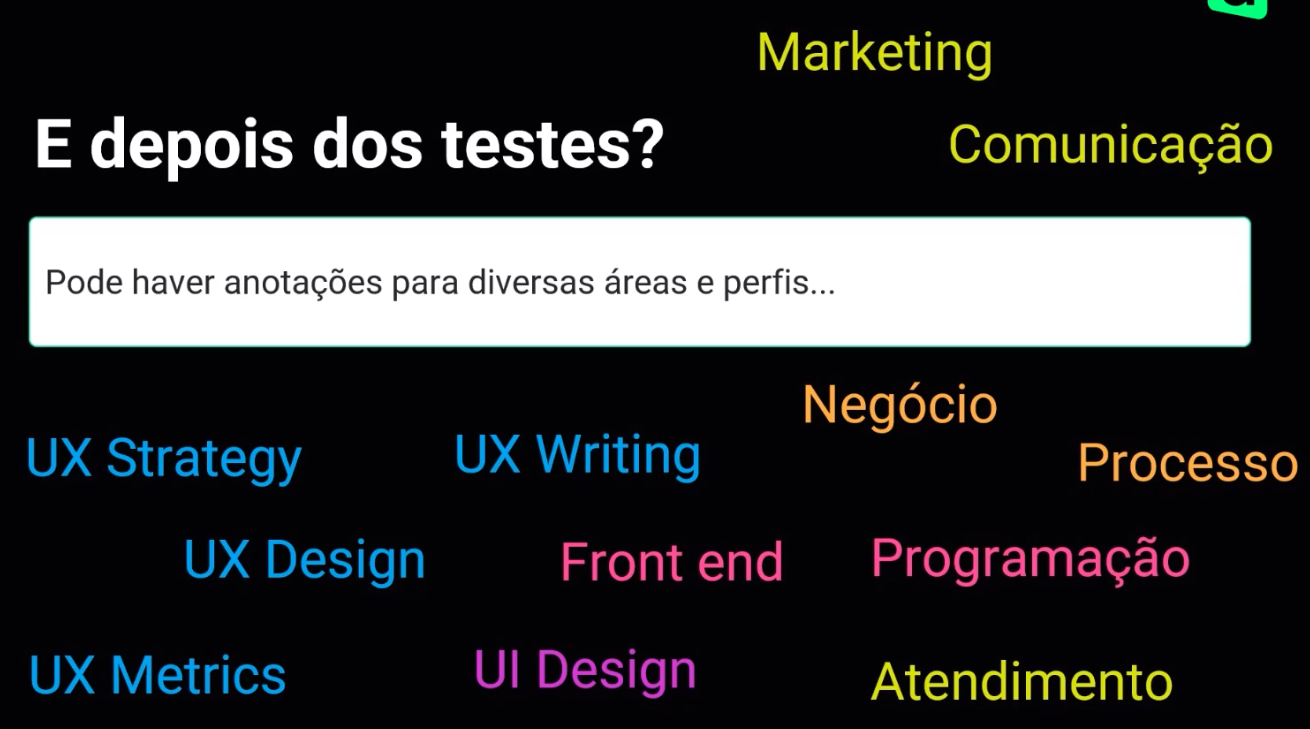 Marketing
E depois dos testes?
Comunicação
Pode haver anotações para diversas áreas e perfis...
Negócio
UX Strategy
UX Writing
Processo
UX Design
Front end
Programação
UX Metrics
UI Design
Atendimento